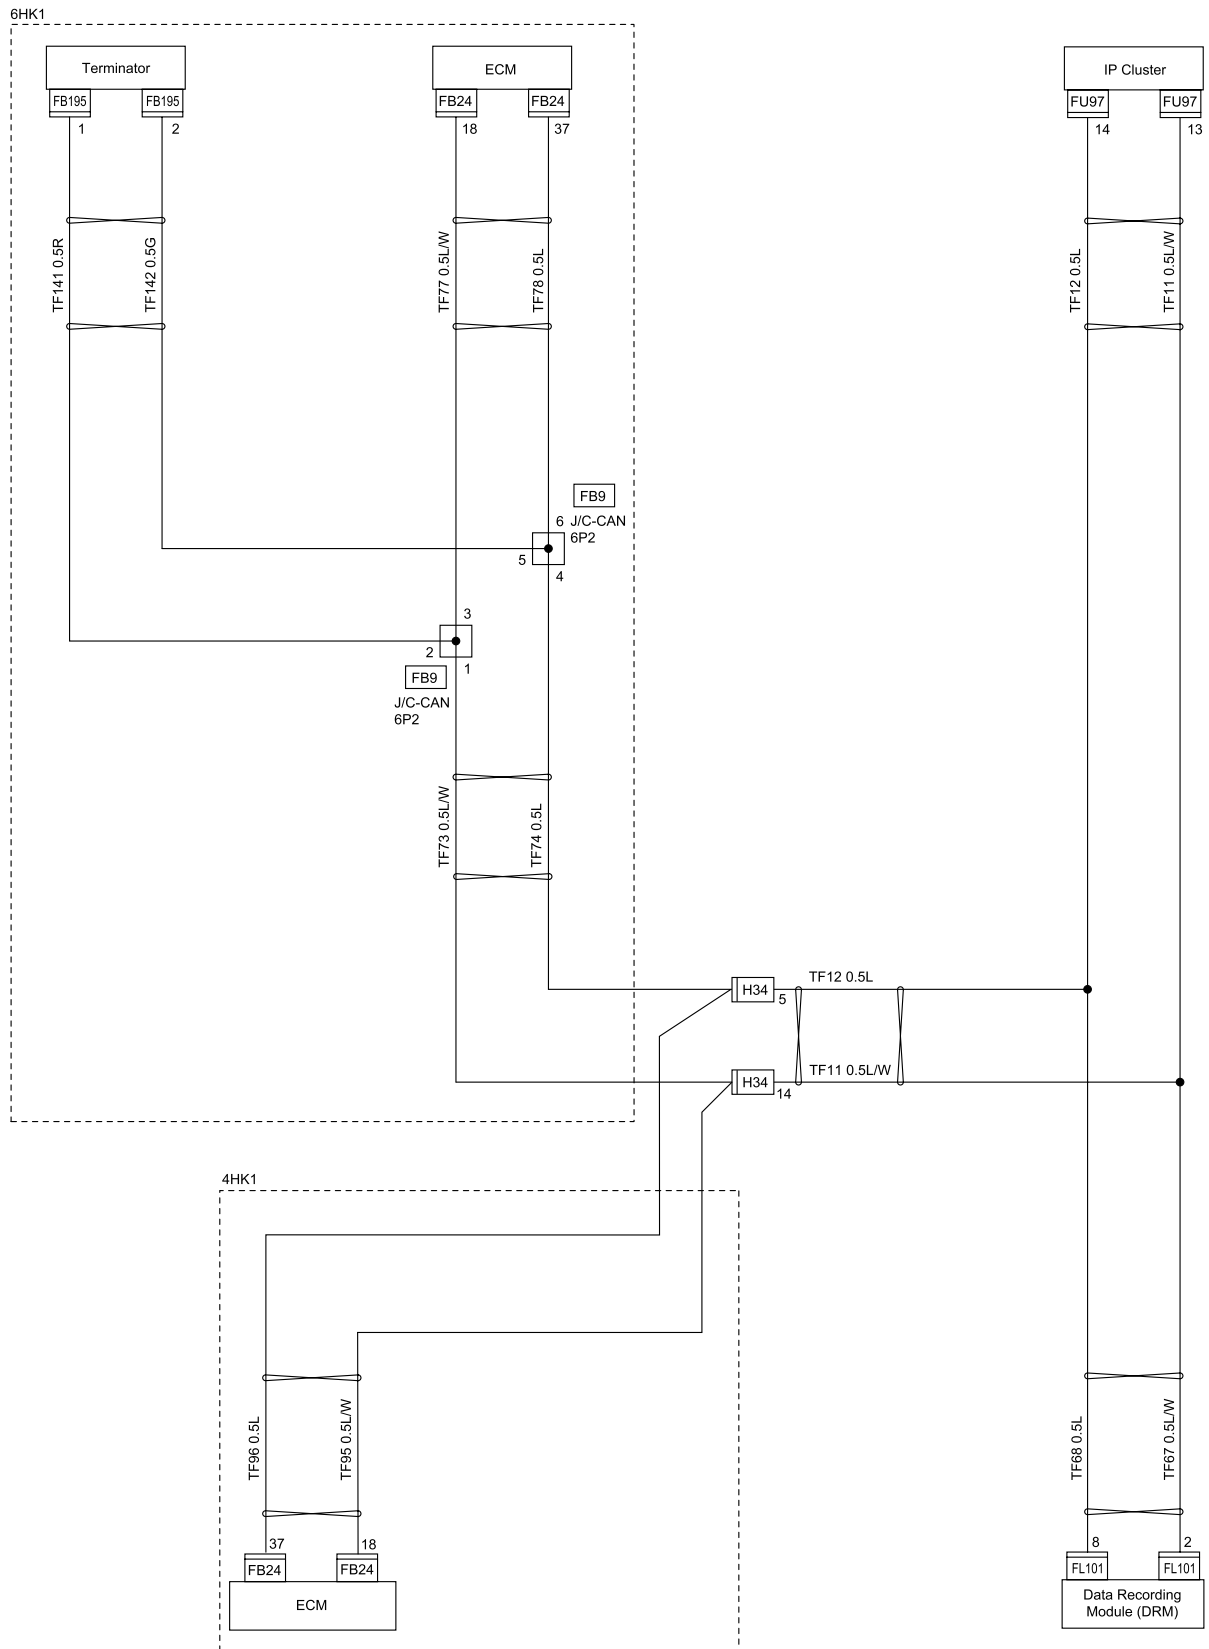 6HK1
Terminator
ECM
IP Cluster
FB195
FB195
FB24
FB24
FU97
FU97
1
2
18
37
14
13
TF141 0.5R
TF142 0.5G
TF77 0.5L/W
TF78 0.5L
TF12 0.5L
TF11 0.5L/W
FB9
6
J/C-CAN
6P2
5
4
3
2
1
FB9
J/C-CAN
6P2
TF73 0.5L/W
TF74 0.5L
TF12 0.5L
H34
5
TF11 0.5L/W
H34
14
4HK1
TF96 0.5L
TF95 0.5L/W
TF68 0.5L
TF67 0.5L/W
37
18
8
2
FB24
FB24
FL101
FL101
ECM
Data Recording
Module (DRM)